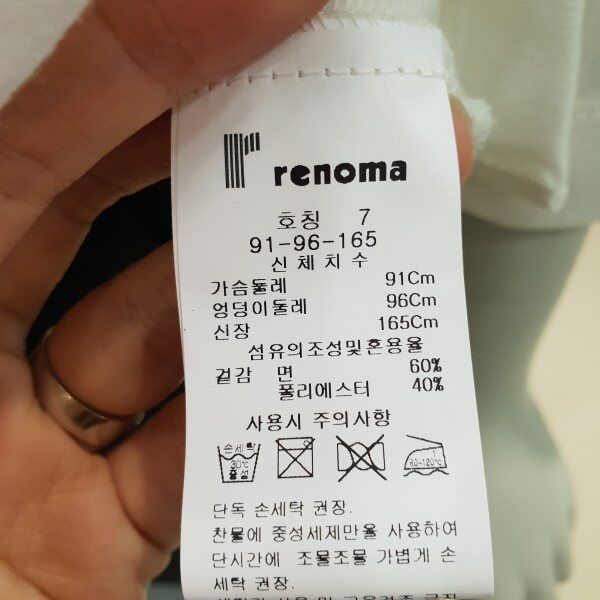 renoma
호칭 7
91-96-165
신체치수
가슴둘레 91Cm
엉덩이둘레 96Cm
신장 165Cm
섬유의조성및혼용율
겉감 면 60%
폴리에스터 40%
사용시 주의사항
손세탁
30℃
중성
60-120℃
단독 손세탁 권장.
찬물에 중성세제만을 사용하여
단시간에 조물조물 가볍게 손
세탁 권장.